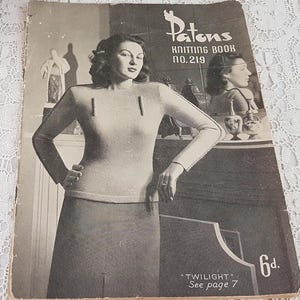 Patons
KNITTING BOOK
NO. 219
"TWILIGHT"
See page 7
6d.